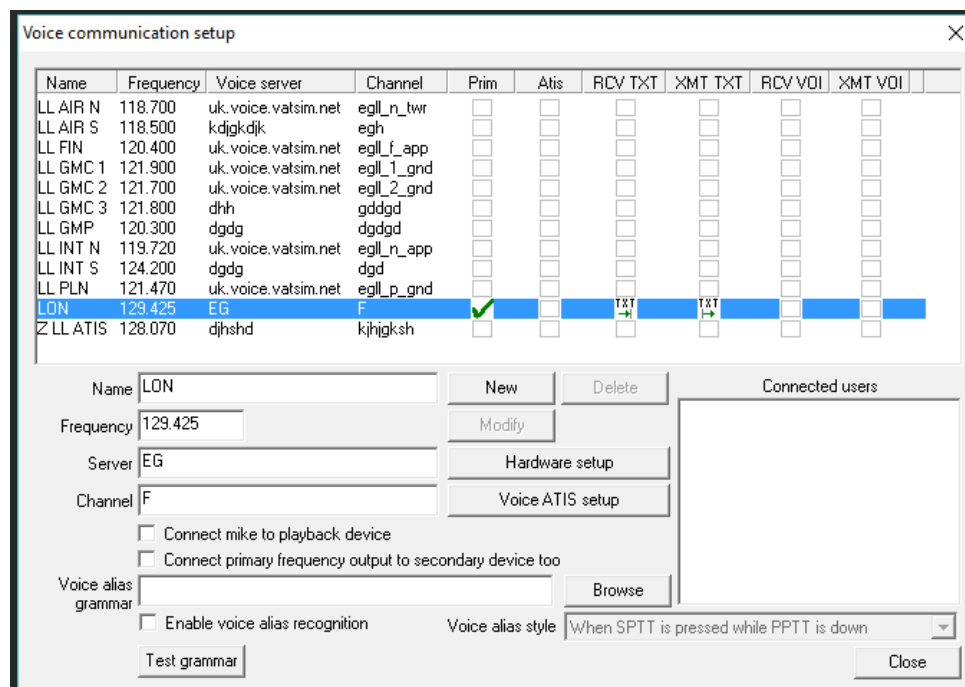 Voice communication setup
Name Frequency Voice server Channel Prim Atis RCV TXT XMT TXT RCV VOI XMT VOI
LL AIR N 118.700 uk.voice.vatsim.net egll_n_twr
LL AIR S 118.500 kdjgkdjk egh
LL FIN 120.400 uk.voice.vatsim.net egll_f_app
LL GMC 1 121.900 uk.voice.vatsim.net egll_1_gnd
LL GMC 2 121.700 uk.voice.vatsim.net egll_2_gnd
LL GMC 3 121.800 dhh gddgd
LL GMP 120.300 dgdg dgdgd
LL INT N 119.720 uk.voice.vatsim.net egll_n_app
LL INT S 124.200 dgdg dgd
LL PLN 121.470 uk.voice.vatsim.net egll_p_gnd
LON 129.425 EG F TXT TXT
Z LL ATIS 128.070 djhshd kjhjgksh
Name LON New Delete Connected users
Frequency 129.425 Modify
Server EG Hardware setup
Channel F Voice ATIS setup
Connect mike to playback device
Connect primary frequency output to secondary device too
Voice alias grammar Browse
Enable voice alias recognition Voice alias style When SPTT is pressed while PPTT is down
Test grammar Close